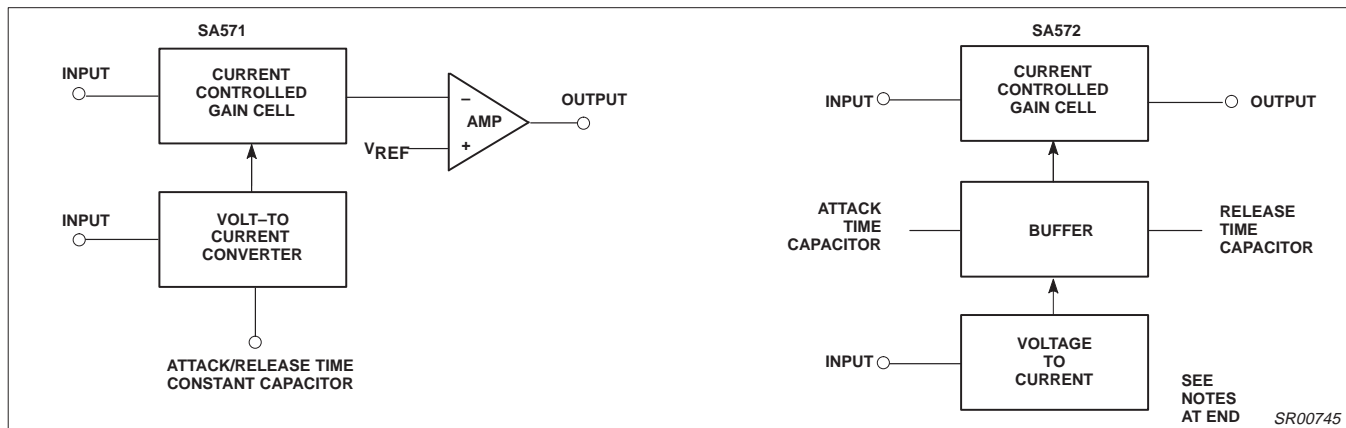 SA571
INPUT
CURRENT
CONTROLLED
GAIN CELL
–
AMP
+
OUTPUT
VREF
INPUT
VOLT–TO
CURRENT
CONVERTER
ATTACK/RELEASE TIME
CONSTANT CAPACITOR
SA572
INPUT
CURRENT
CONTROLLED
GAIN CELL
OUTPUT
ATTACK
TIME
CAPACITOR
BUFFER
RELEASE
TIME
CAPACITOR
INPUT
VOLTAGE
TO
CURRENT
SEE
NOTES
AT END
SR00745